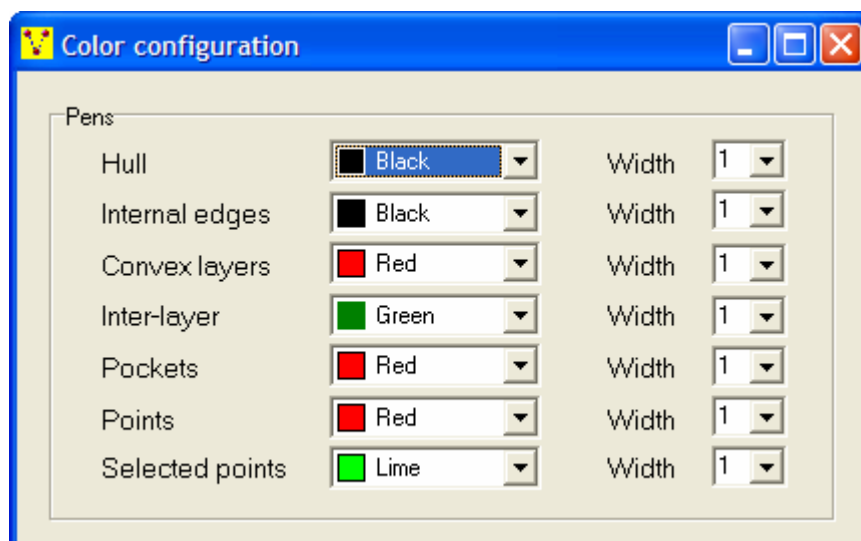 Color configuration
Pens
Hull Black Width 1
Internal edges Black Width 1
Convex layers Red Width 1
Inter-layer Green Width 1
Pockets Red Width 1
Points Red Width 1
Selected points Lime Width 1